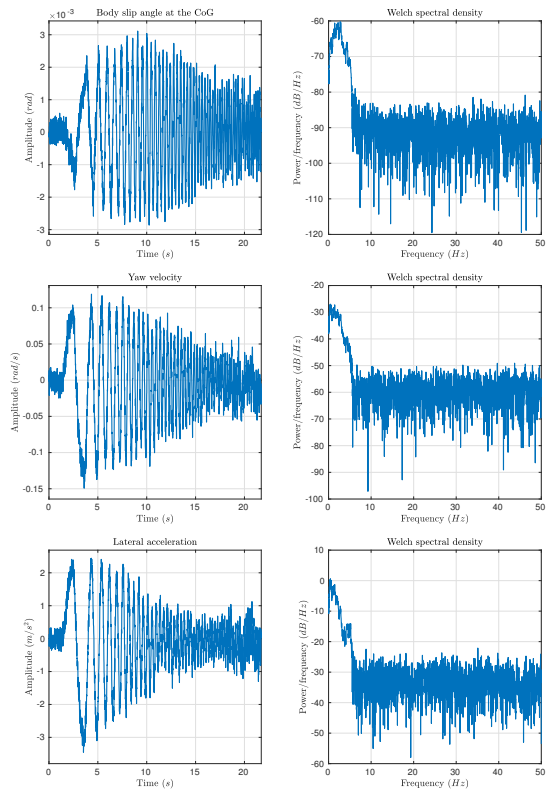 Body slip angle at the CoG
×10⁻³
3
2
1
0
-1
-2
-3
Amplitude (rad)
0 5 10 15 20
Time (s)
Welch spectral density
-60
-70
-80
-90
-100
-110
-120
Power/frequency (dB/Hz)
0 10 20 30 40 50
Frequency (Hz)
Yaw velocity
0.1
0.05
0
-0.05
-0.1
-0.15
Amplitude (rad/s)
0 5 10 15 20
Time (s)
Welch spectral density
-20
-30
-40
-50
-60
-70
-80
-90
-100
Power/frequency (dB/Hz)
0 10 20 30 40 50
Frequency (Hz)
Lateral acceleration
2
1
0
-1
-2
-3
Amplitude (m/s²)
0 5 10 15 20
Time (s)
Welch spectral density
10
0
-10
-20
-30
-40
-50
-60
Power/frequency (dB/Hz)
0 10 20 30 40 50
Frequency (Hz)